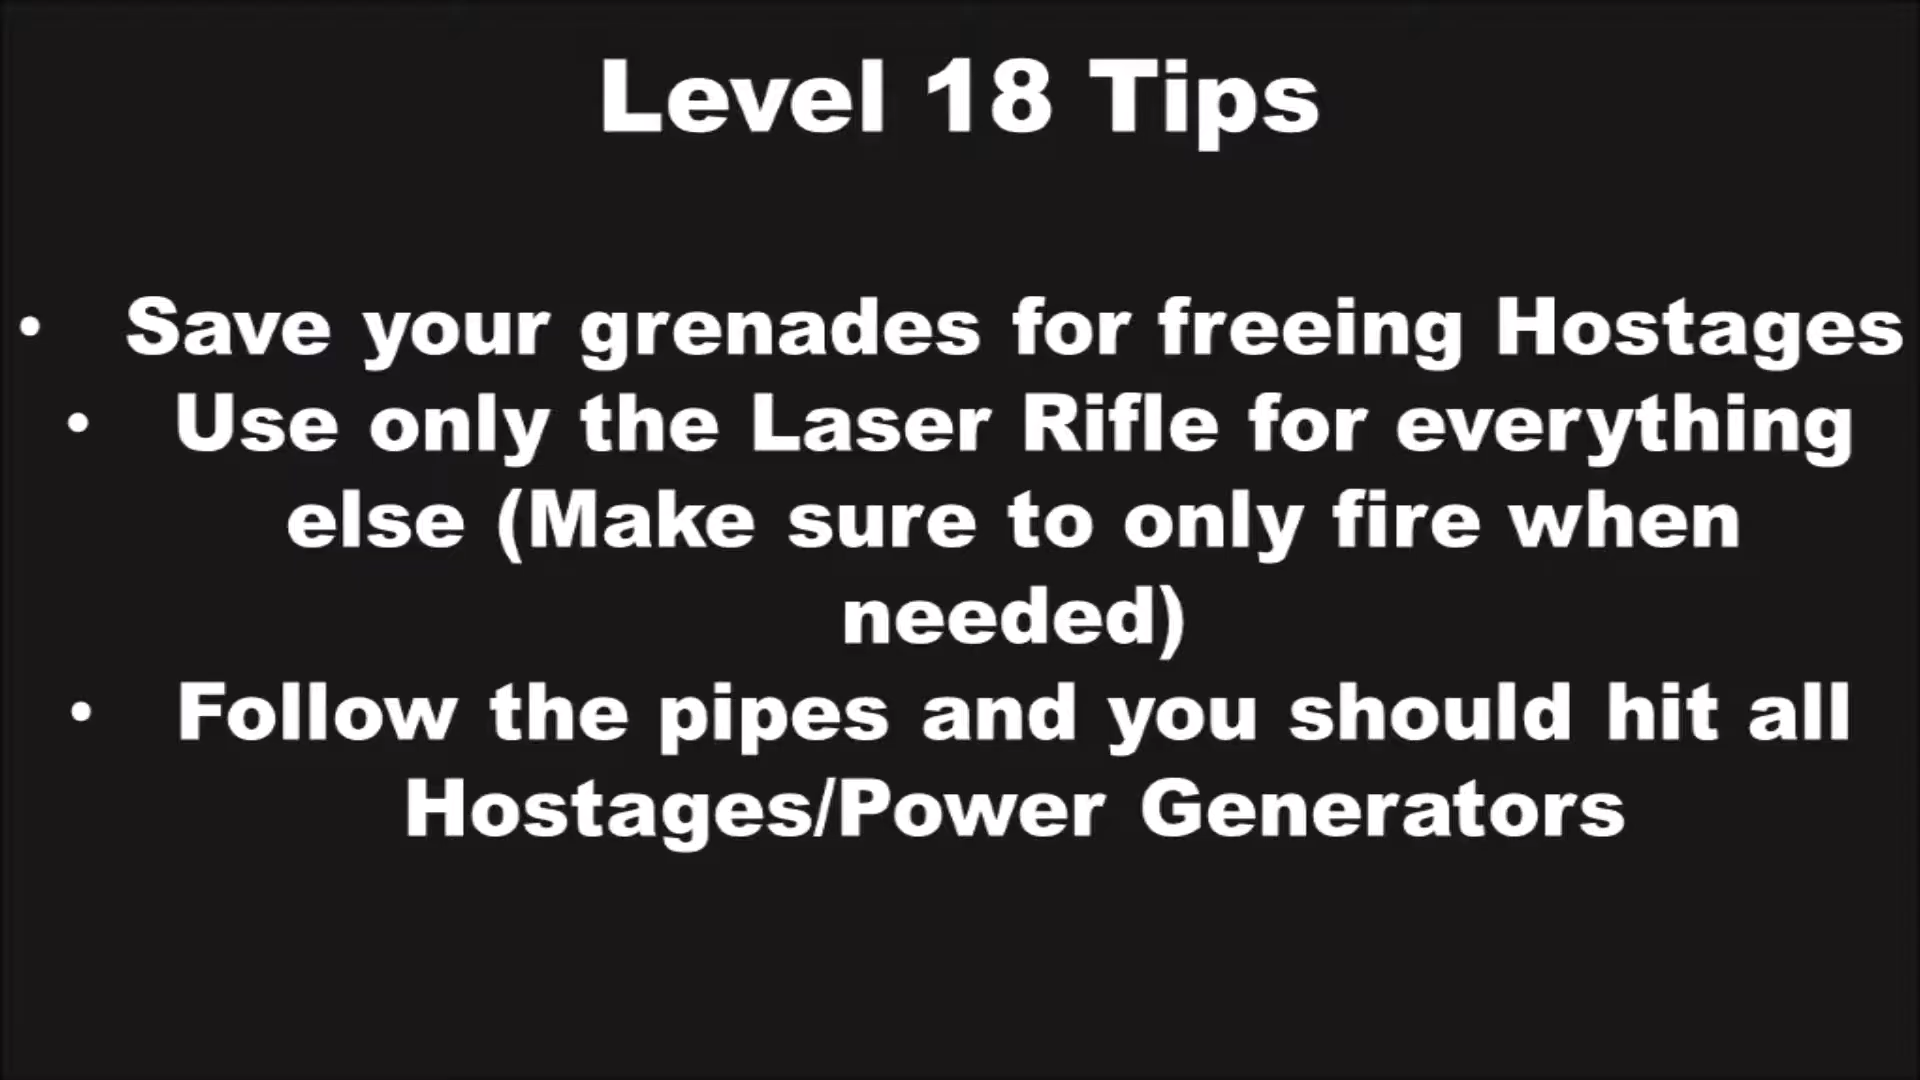 Level 18 Tips
• Save your grenades for freeing Hostages
• Use only the Laser Rifle for everything
else (Make sure to only fire when
needed)
• Follow the pipes and you should hit all
Hostages/Power Generators